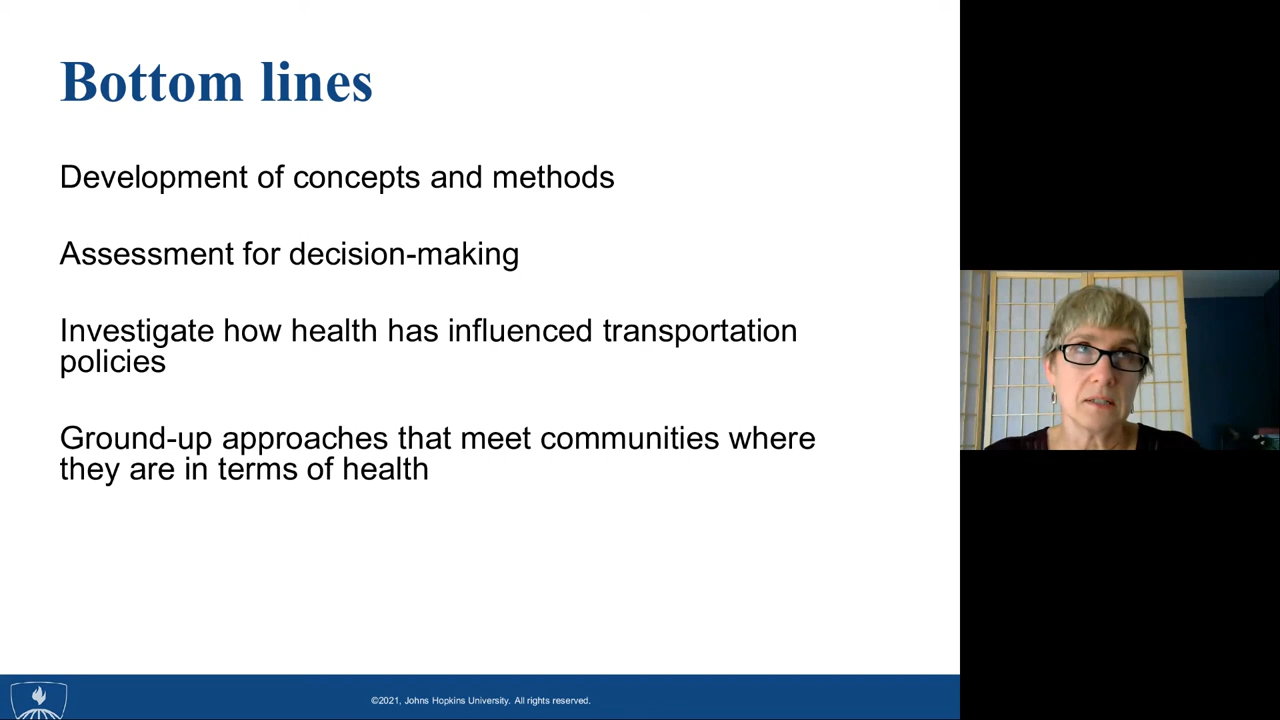 Bottom lines
Development of concepts and methods
Assessment for decision-making
Investigate how health has influenced transportation
policies
Ground-up approaches that meet communities where
they are in terms of health
©2021, Johns Hopkins University. All rights reserved.